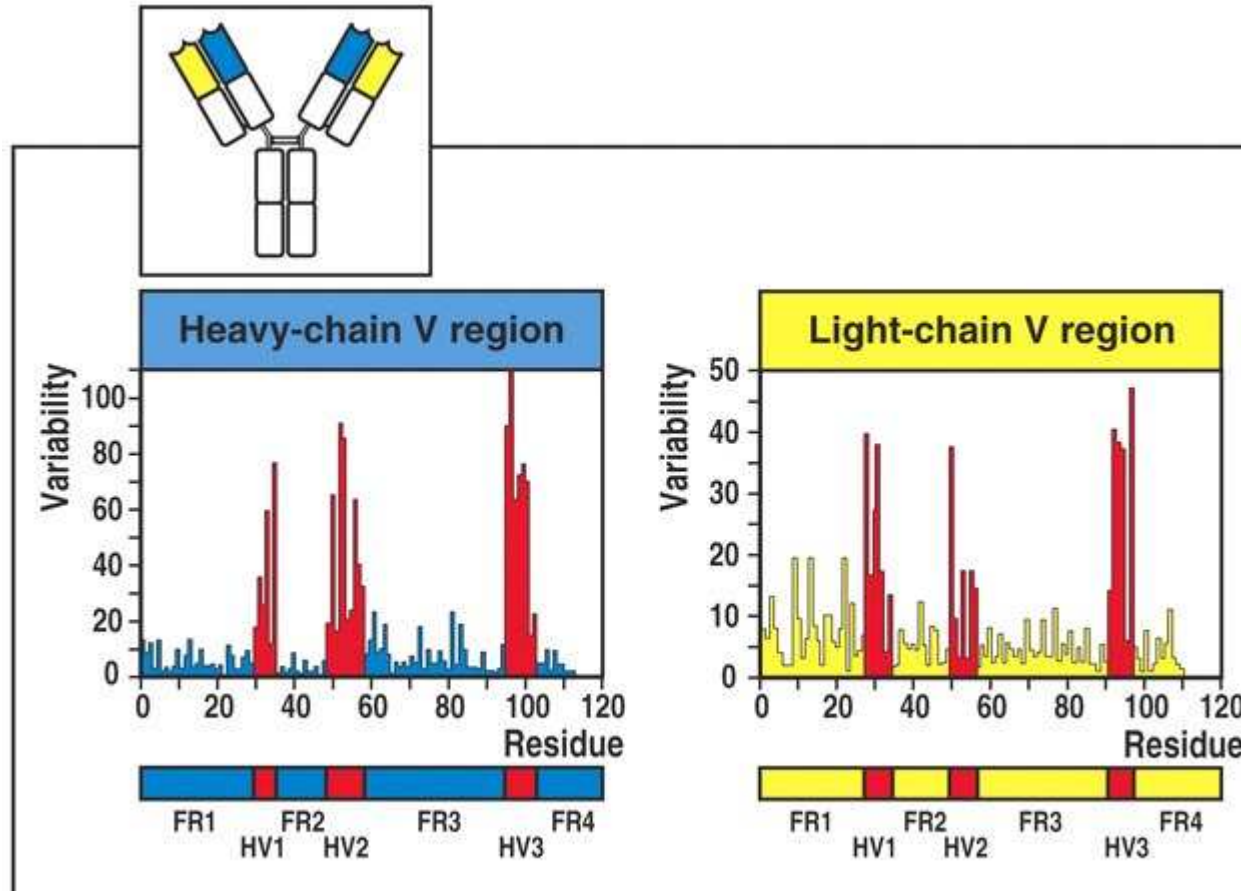 Heavy-chain V region
Variability
100
80
60
40
20
0
0 20 40 60 80 100 120
Residue
FR1 FR2 FR3 FR4
HV1 HV2 HV3
Light-chain V region
Variability
50
40
30
20
10
0
0 20 40 60 80 100 120
Residue
FR1 FR2 FR3 FR4
HV1 HV2 HV3